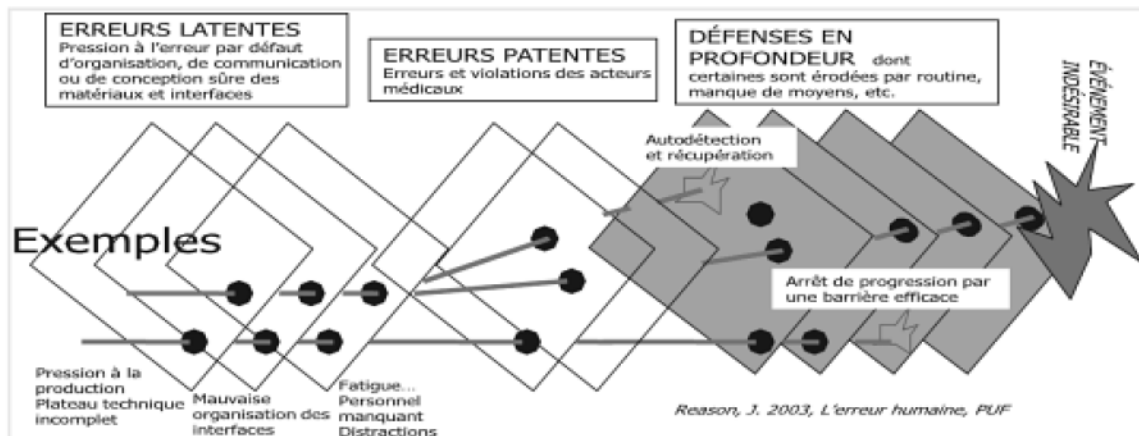 ERREURS LATENTES
Pression à l'erreur par défaut
d'organisation, de communication
ou de conception sûre des
matériaux et interfaces
ERREURS PATENTES
Erreurs et violations des acteurs
médicaux
DÉFENSES EN
PROFONDEUR dont
certaines sont érodées par routine,
manque de moyens, etc.
ÉVÉNEMENT
INDÉSIRABLE
Autodétection
et récupération
Exemples
Arrêt de progression par
une barrière efficace
Pression à la
production
Plateau technique
incomplet
Mauvaise
organisation des
interfaces
Fatigue...
Personnel
manquant
Distractions
Reason, J. 2003, L'erreur humaine, PUF